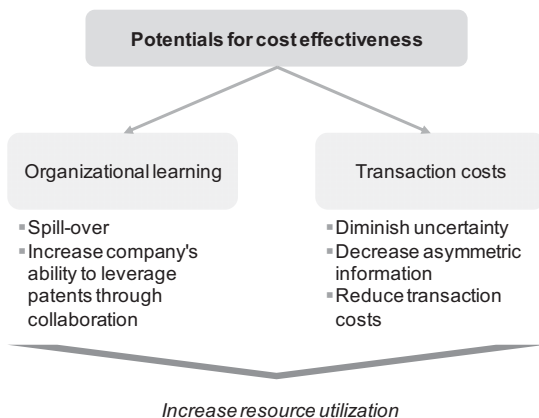 Potentials for cost effectiveness
Organizational learning
▪Spill-over
▪Increase company's
ability to leverage
patents through
collaboration
Transaction costs
▪Diminish uncertainty
▪Decrease asymmetric
information
▪Reduce transaction
costs
Increase resource utilization